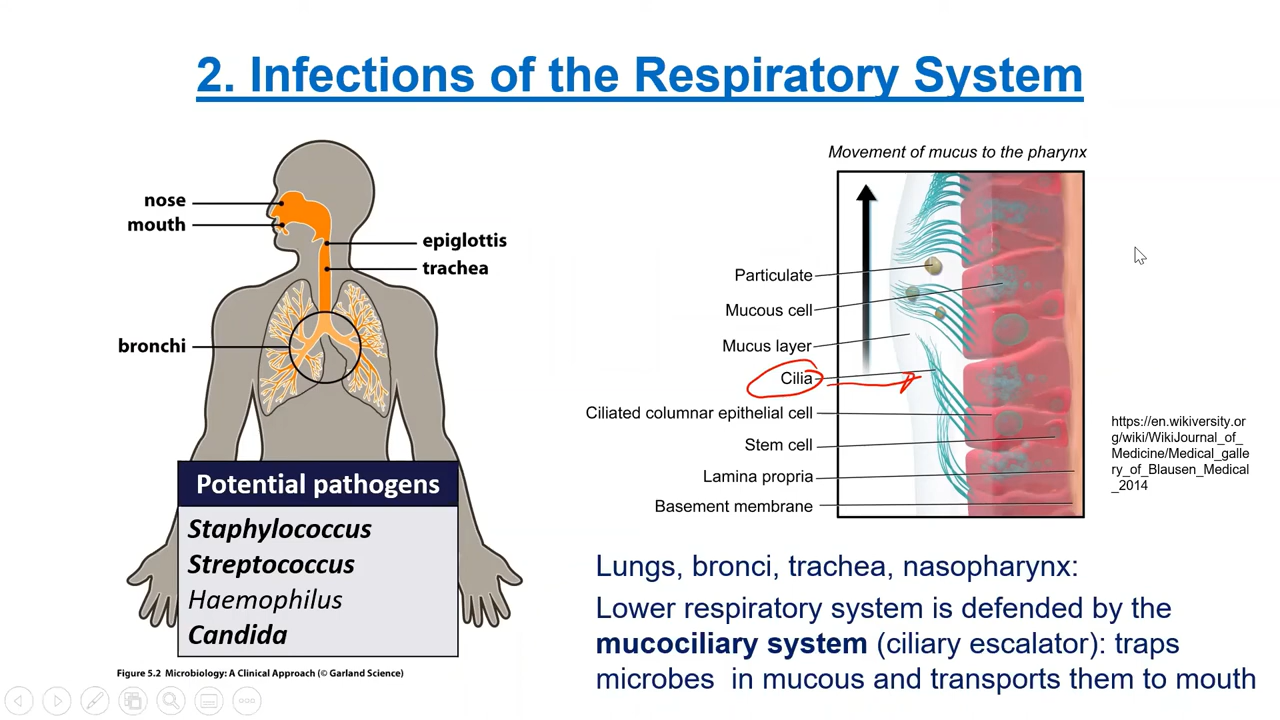 2. Infections of the Respiratory System
nose
mouth
epiglottis
trachea
bronchi
Potential pathogens
Staphylococcus
Streptococcus
Haemophilus
Candida
Figure 5.2 Microbiology: A Clinical Approach (© Garland Science)
Movement of mucus to the pharynx
Particulate
Mucous cell
Mucus layer
Cilia
Ciliated columnar epithelial cell
Stem cell
Lamina propria
Basement membrane
https://en.wikiversity.or
g/wiki/WikiJournal_of_
Medicine/Medical_galle
ry_of_Blausen_Medical
_2014
Lungs, bronci, trachea, nasopharynx:
Lower respiratory system is defended by the
mucociliary system (ciliary escalator): traps
microbes in mucous and transports them to mouth